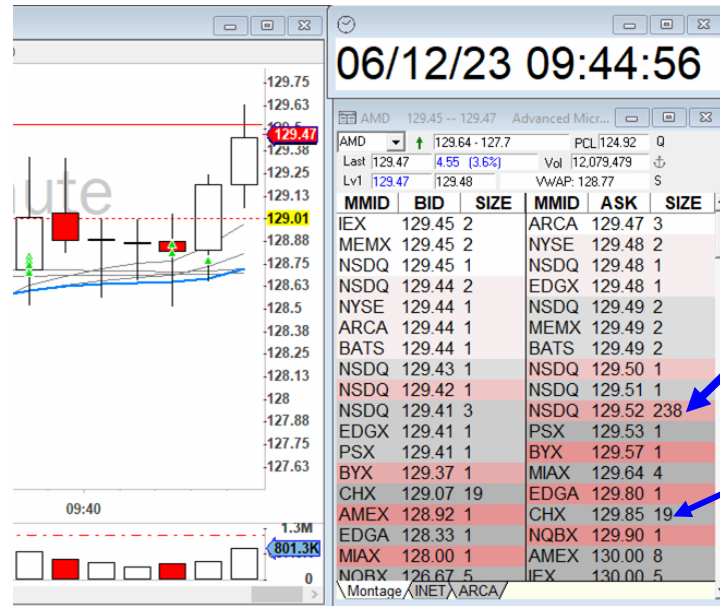 129.75
129.63
129.5
129.47
129.38
129.25
129.13
129.01
128.88
128.75
128.63
128.5
128.38
128.25
128.13
128
127.88
127.75
127.63
09:40
1.3M
801.3K
0
06/12/23 09:44:56
AMD 129.45 -- 129.47 Advanced Micr...
AMD 129.64 - 127.7 PCL 124.92 Q
Last 129.47 4.55 (3.6%) Vol 12,079,479
Lv1 129.47 129.48 VWAP: 128.77 S
MMID BID SIZE MMID ASK SIZE
IEX 129.45 2 ARCA 129.47 3
MEMX 129.45 2 NYSE 129.48 2
NSDQ 129.45 1 NSDQ 129.48 1
NSDQ 129.44 2 EDGX 129.48 1
NYSE 129.44 1 NSDQ 129.49 2
ARCA 129.44 1 MEMX 129.49 2
BATS 129.44 1 BATS 129.49 2
NSDQ 129.43 1 NSDQ 129.50 1
NSDQ 129.42 1 NSDQ 129.51 1
NSDQ 129.41 3 NSDQ 129.52 238
EDGX 129.41 1 PSX 129.53 1
PSX 129.41 1 BYX 129.57 1
BYX 129.37 1 MIAX 129.64 4
CHX 129.07 19 EDGA 129.80 1
AMEX 128.92 1 CHX 129.85 19
EDGA 128.33 1 NQBX 129.90 1
MIAX 128.00 1 AMEX 130.00 8
NQBX 126.67 5 IEX 130.00 5
Montage INET ARCA